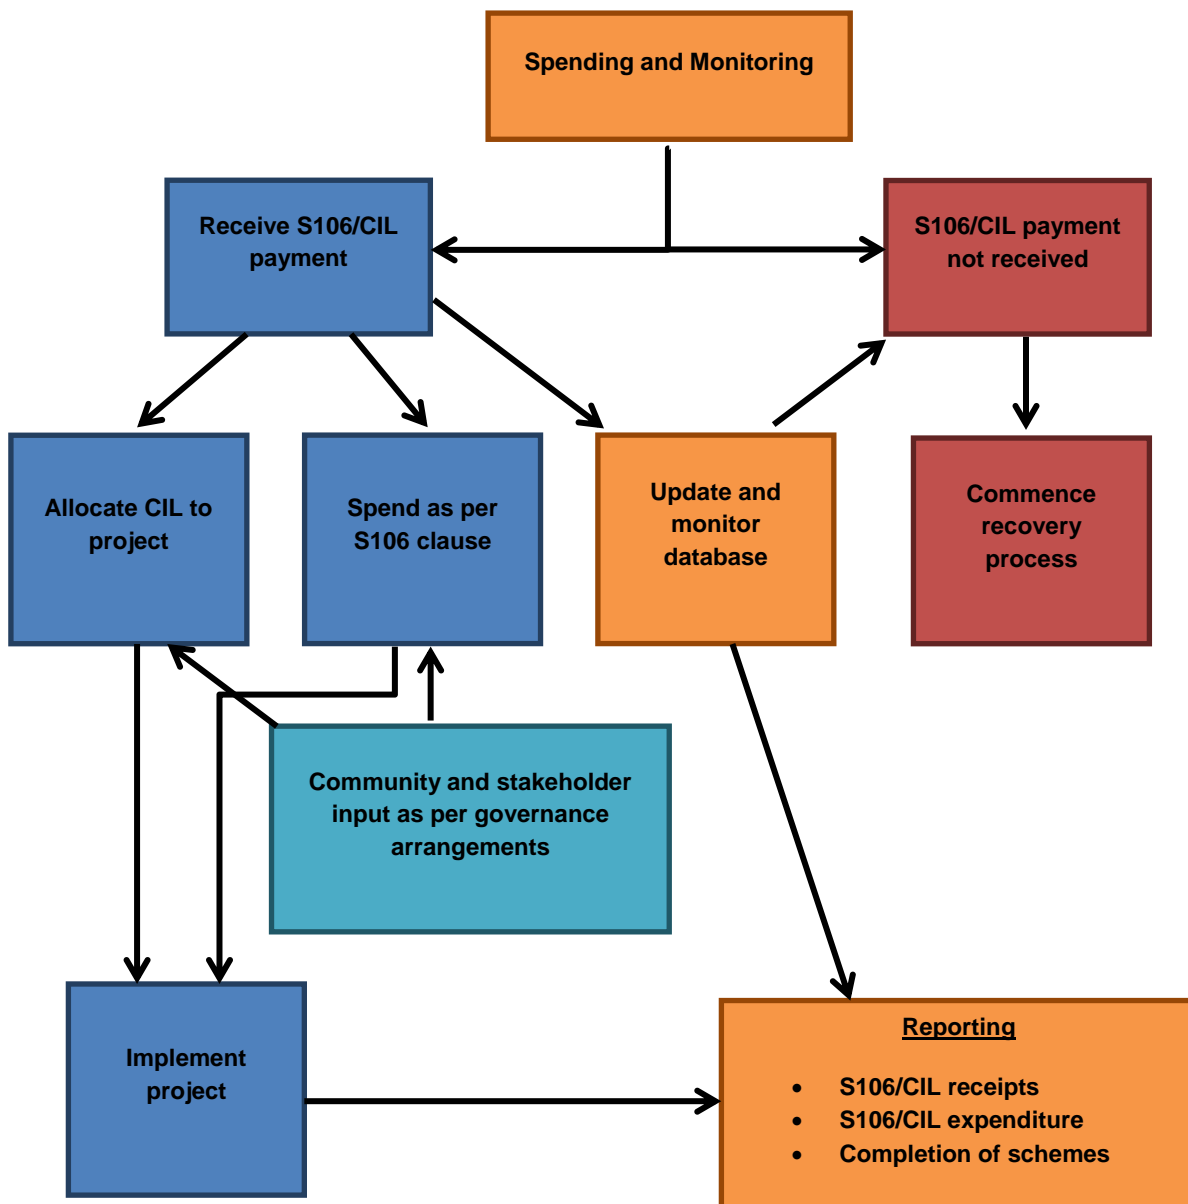 Spending and Monitoring
Receive S106/CIL
payment
S106/CIL payment
not received
Allocate CIL to
project
Spend as per
S106 clause
Update and
monitor
database
Commence
recovery
process
Community and stakeholder
input as per governance
arrangements
Implement
project
Reporting
• S106/CIL receipts
• S106/CIL expenditure
• Completion of schemes